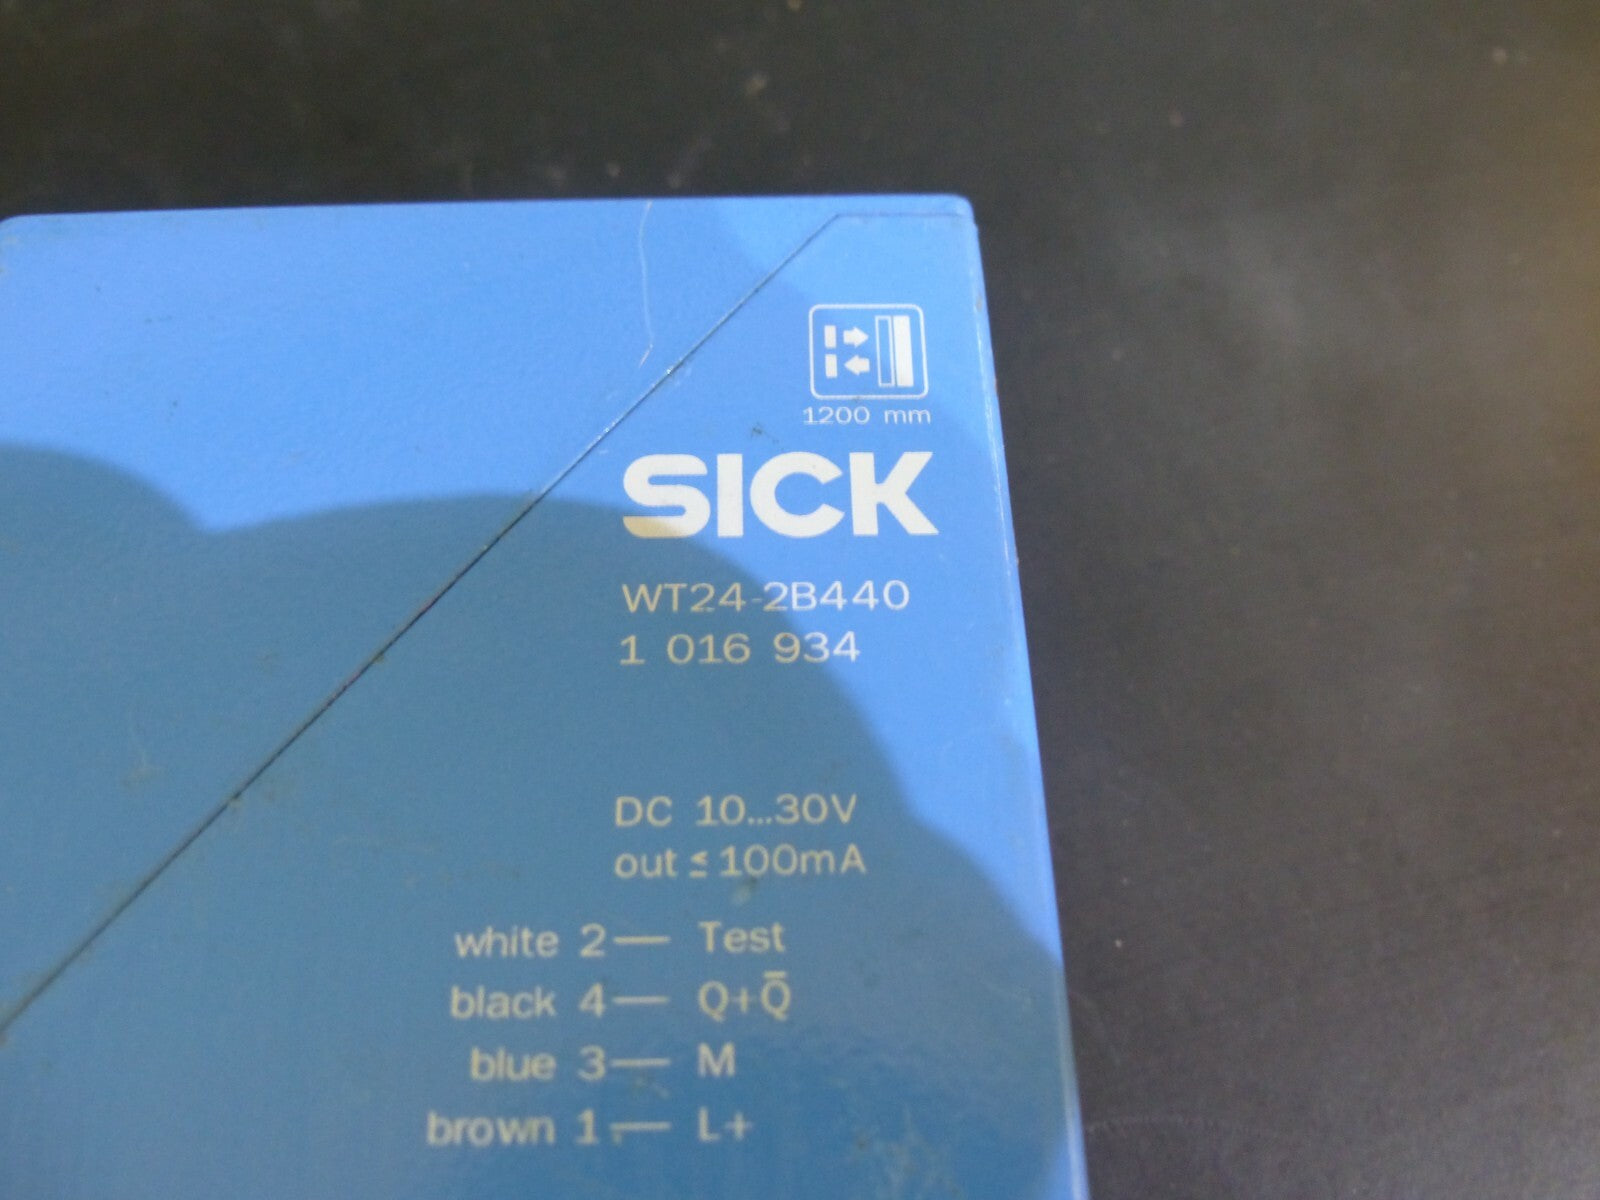 1200 mm
SICK
WT24-2B440
1 016 934
DC 10...30V
out ≤ 100mA
white 2— Test
black 4— Q+Q̅
blue 3— M
brown 1— L+